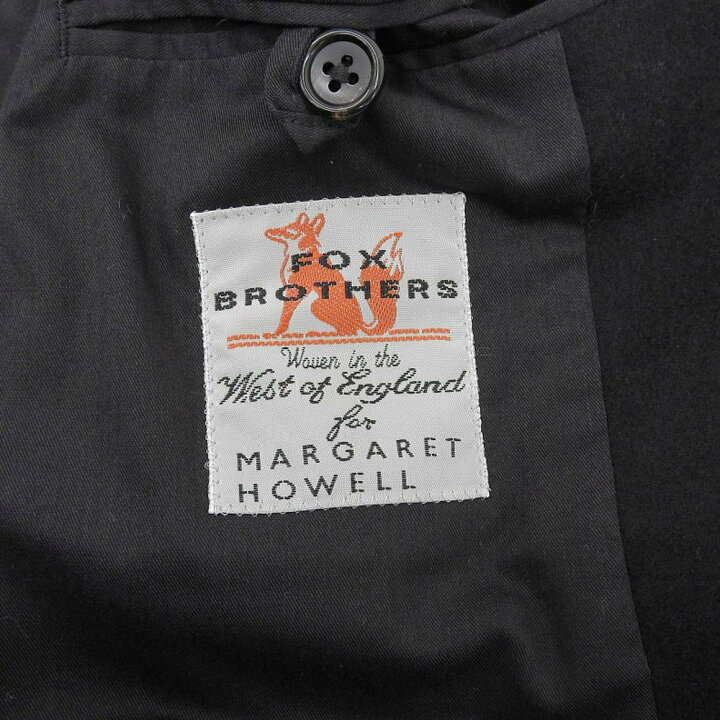 FOX
BROTHERS
Woven in the
West of England
for
MARGARET
HOWELL